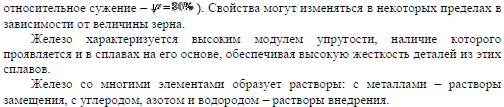 относительное сужение – ψ=80% ). Свойства могут изменяться в некоторых пределах в
зависимости от величины зерна.
Железо характеризуется высоким модулем упругости, наличие которого
проявляется и в сплавах на его основе, обеспечивая высокую жесткость деталей из этих
сплавов.
Железо со многими элементами образует растворы: с металлами – растворы
замещения, с углеродом, азотом и водородом – растворы внедрения.